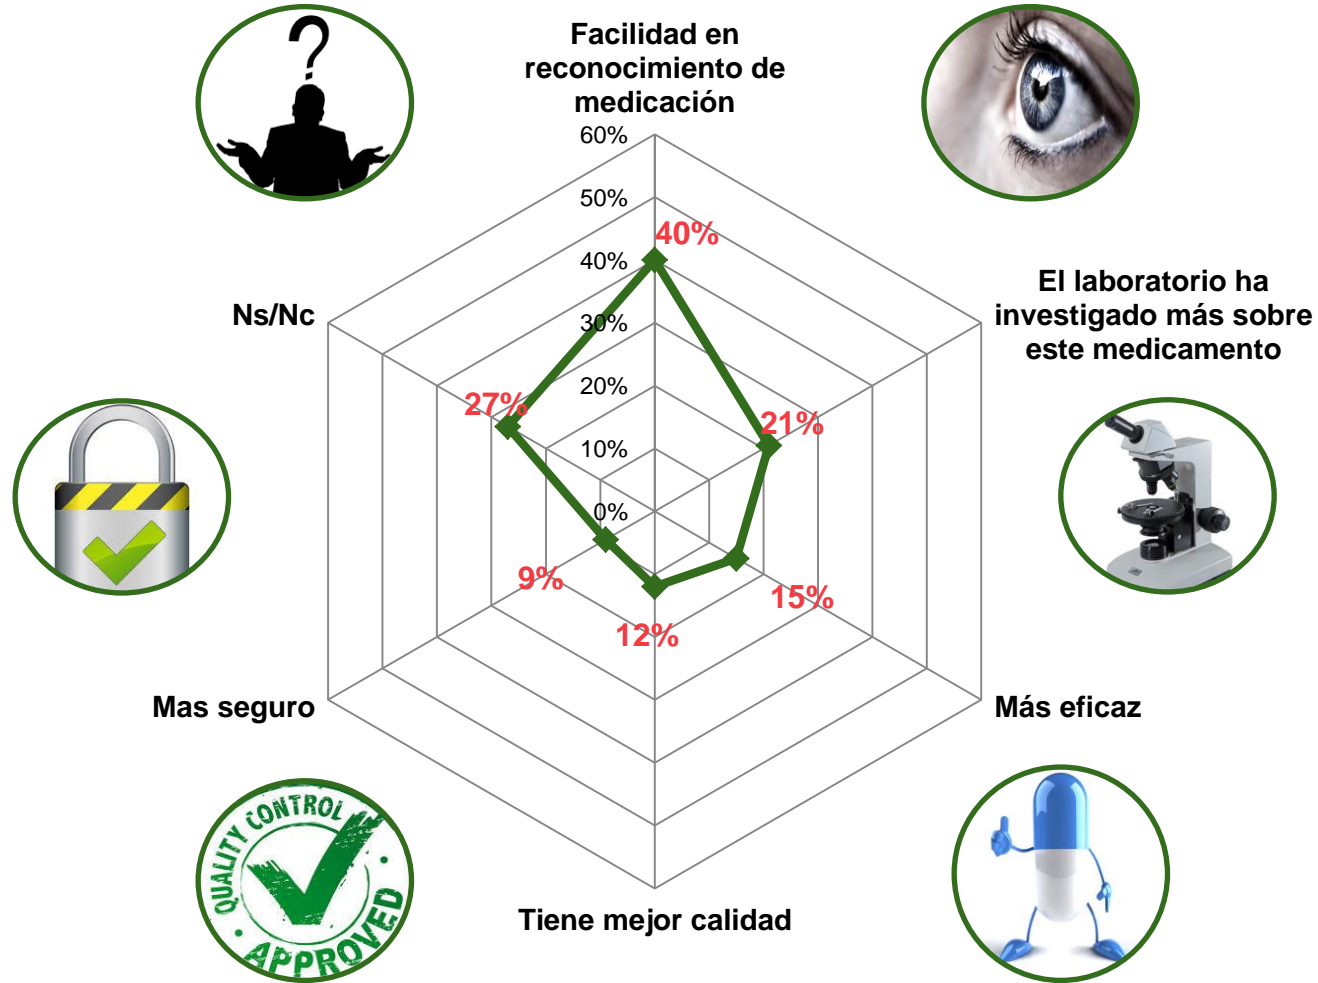 ?
Facilidad en
reconocimiento de
medicación
60%
50%
40%
40%
30%
20%
10%
0%
El laboratorio ha
investigado más sobre
este medicamento
21%
Ns/Nc
27%
15%
9%
12%
Mas seguro
Más eficaz
Tiene mejor calidad
QUALITY CONTROL
APPROVED